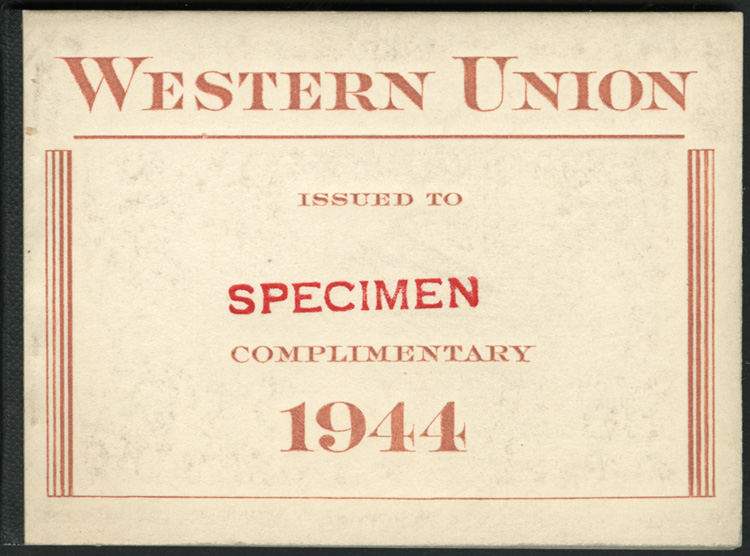 WESTERN UNION
ISSUED TO
SPECIMEN
COMPLIMENTARY
1944